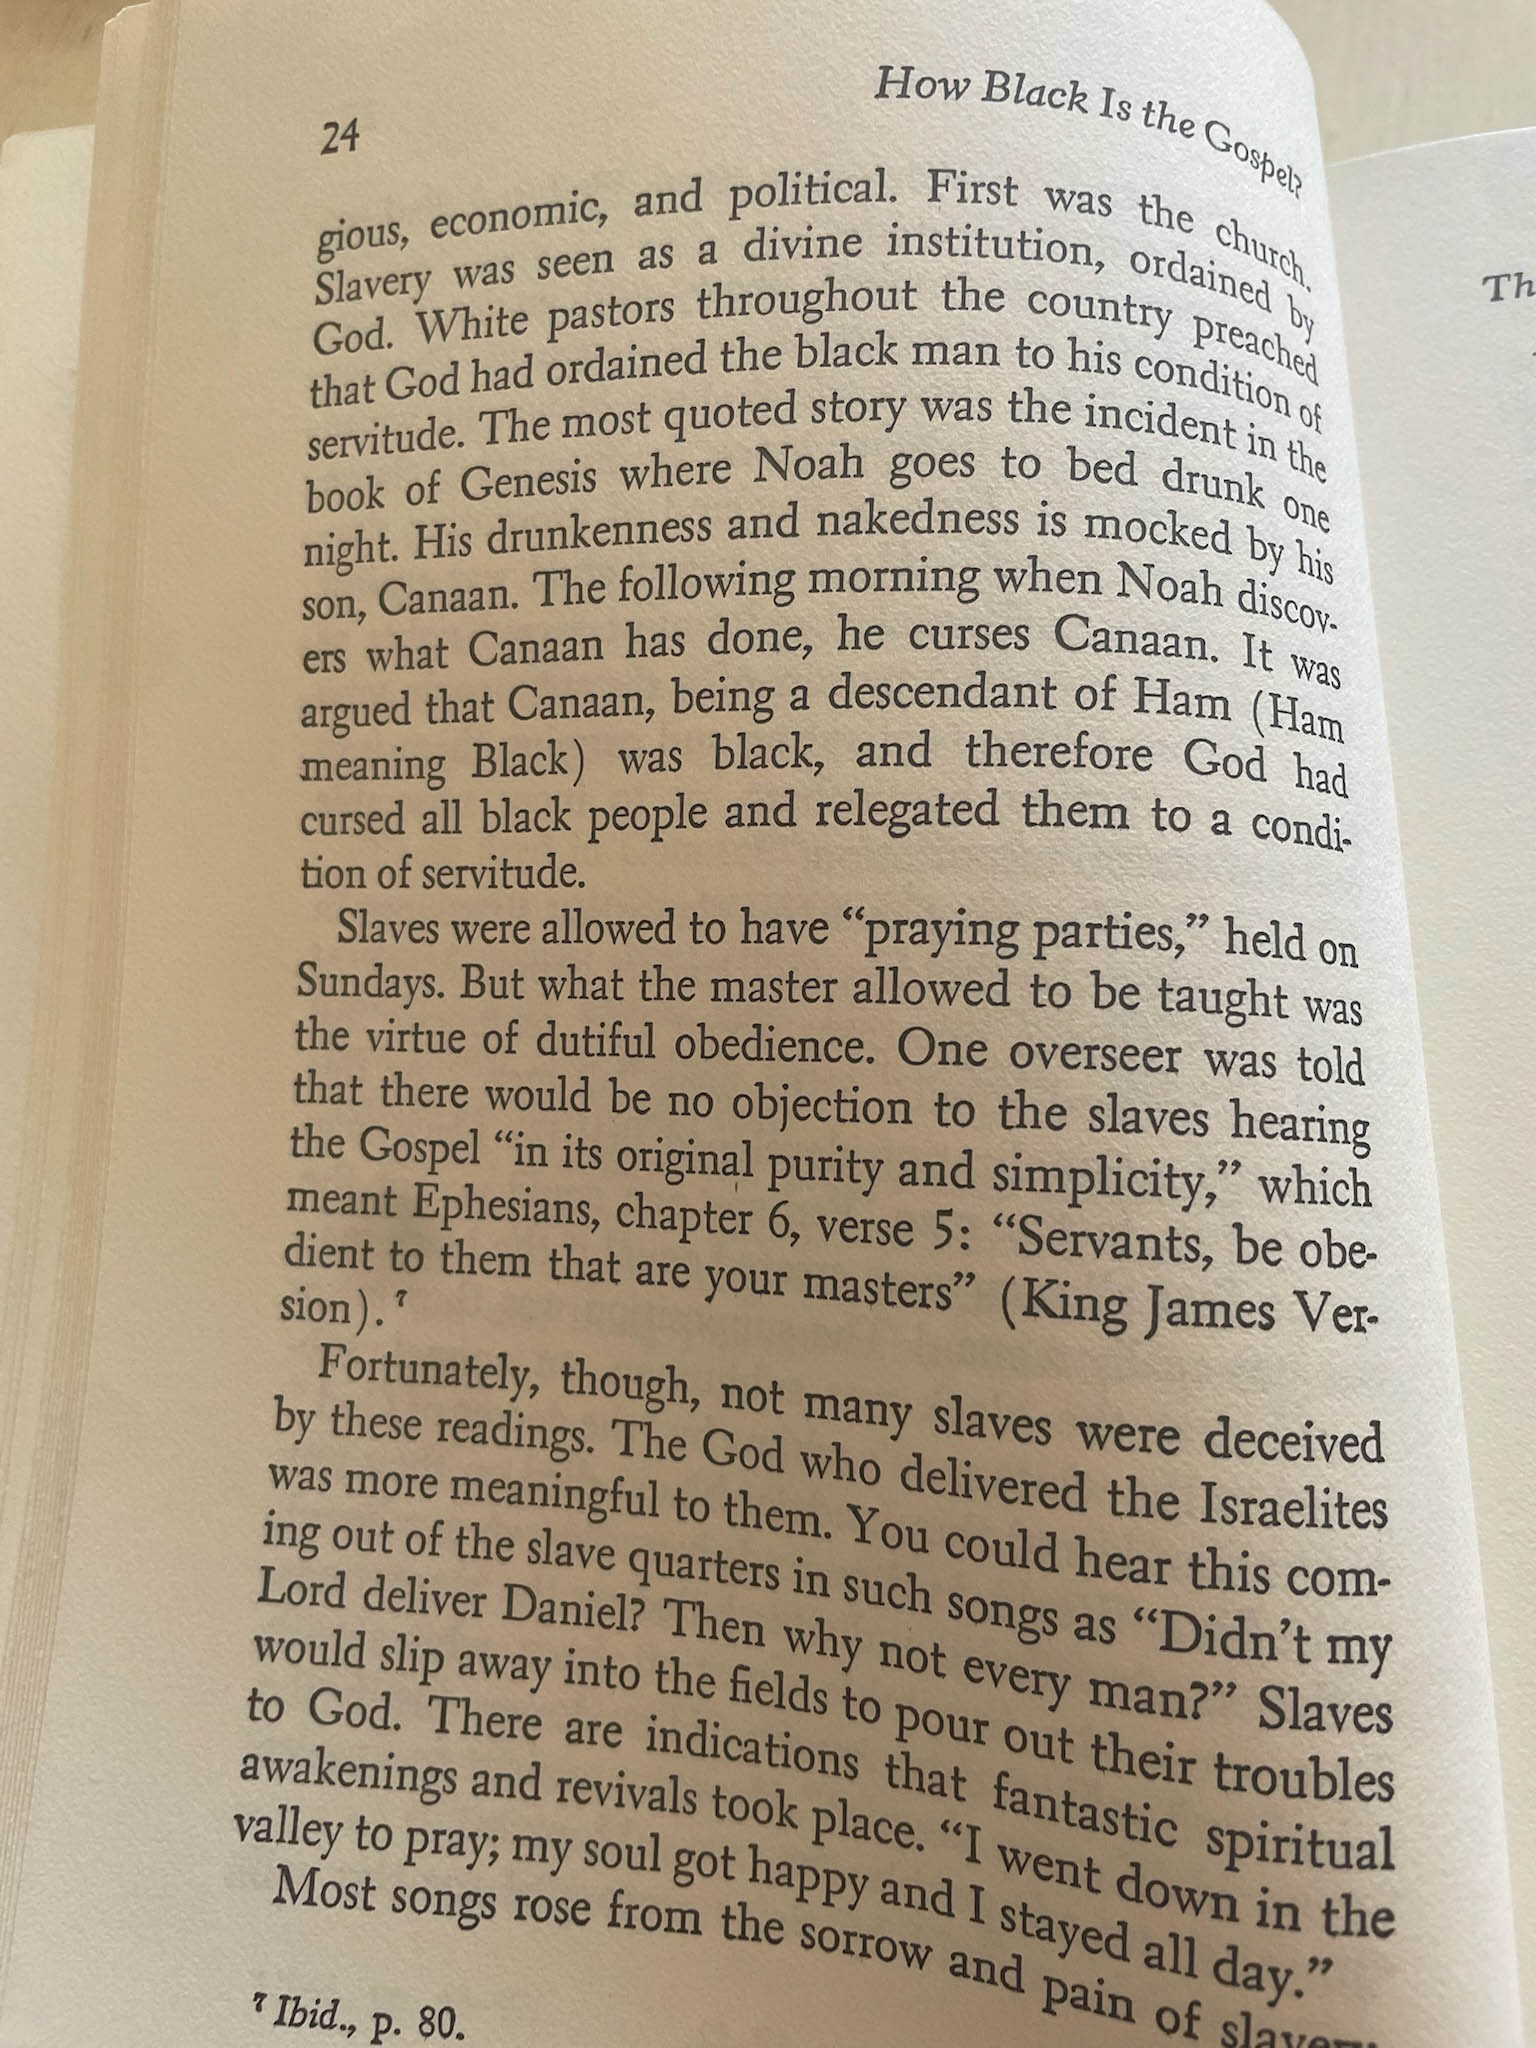 24
How Black Is the Gospel?
gious, economic, and political. First was the church.
Slavery was seen as a divine institution, ordained by
God. White pastors throughout the country preached
that God had ordained the black man to his condition of
servitude. The most quoted story was the incident in the
book of Genesis where Noah goes to bed drunk one
night. His drunkenness and nakedness is mocked by his
son, Canaan. The following morning when Noah discov-
ers what Canaan has done, he curses Canaan. It was
argued that Canaan, being a descendant of Ham (Ham
meaning Black) was black, and therefore God had
cursed all black people and relegated them to a condi-
tion of servitude.
Slaves were allowed to have “praying parties,” held on
Sundays. But what the master allowed to be taught was
the virtue of dutiful obedience. One overseer was told
that there would be no objection to the slaves hearing
the Gospel “in its original purity and simplicity,” which
meant Ephesians, chapter 6, verse 5: “Servants, be obe-
dient to them that are your masters” (King James Ver-
sion).⁷
Fortunately, though, not many slaves were deceived
by these readings. The God who delivered the Israelites
was more meaningful to them. You could hear this com-
ing out of the slave quarters in such songs as “Didn’t my
Lord deliver Daniel? Then why not every man?” Slaves
would slip away into the fields to pour out their troubles
to God. There are indications that fantastic spiritual
awakenings and revivals took place. “I went down in the
valley to pray; my soul got happy and I stayed all day.”
Most songs rose from the sorrow and pain of slavery
⁷ Ibid., p. 80.
Th